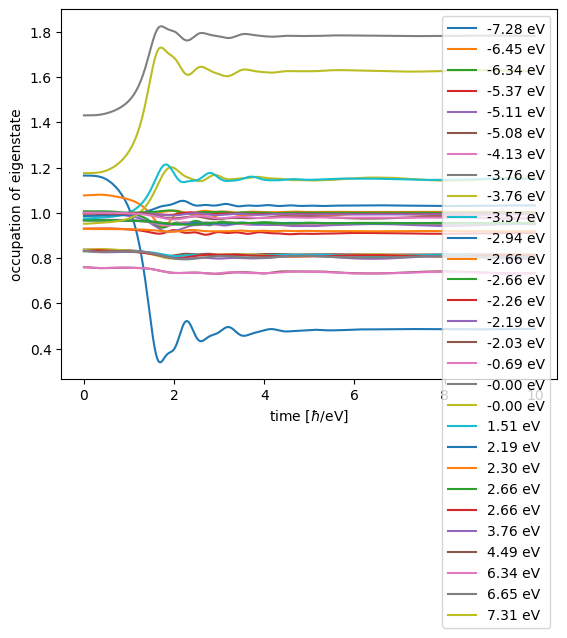 1.8
1.6
1.4
1.2
1.0
0.8
0.6
0.4
occupation of eigenstate
0
2
4
6
8
10
time [ℏ/eV]
-7.28 eV
-6.45 eV
-6.34 eV
-5.37 eV
-5.11 eV
-5.08 eV
-4.13 eV
-3.76 eV
-3.76 eV
-3.57 eV
-2.94 eV
-2.66 eV
-2.66 eV
-2.26 eV
-2.19 eV
-2.03 eV
-0.69 eV
-0.00 eV
-0.00 eV
1.51 eV
2.19 eV
2.30 eV
2.66 eV
2.66 eV
3.76 eV
4.49 eV
6.34 eV
6.65 eV
7.31 eV